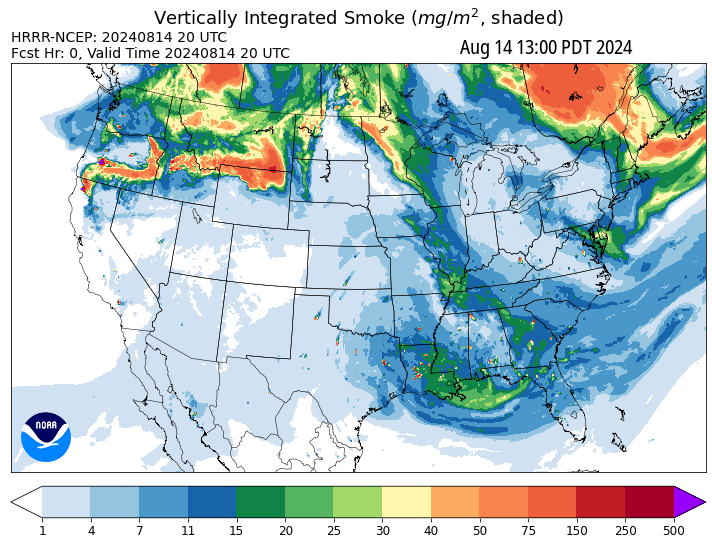 Vertically Integrated Smoke (mg/m², shaded)
HRRR-NCEP: 20240814 20 UTC
Fcst Hr: 0, Valid Time 20240814 20 UTC
Aug 14 13:00 PDT 2024
NOAA
1 4 7 11 15 20 25 30 40 50 75 150 250 500